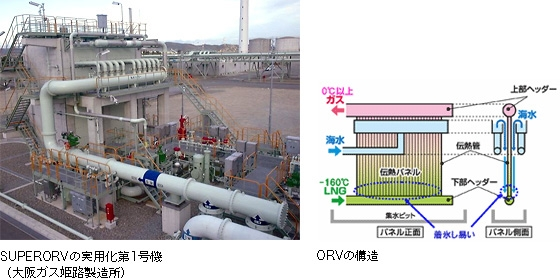 0℃以上
ガス
海水
-160℃
LNG
上部ヘッダー
海水
伝熱管
伝熱パネル
下部ヘッダー
集水ピット
着氷し易い
パネル正面
パネル側面
SUPERORVの実用化第1号機
(大阪ガス姫路製造所)
ORVの構造